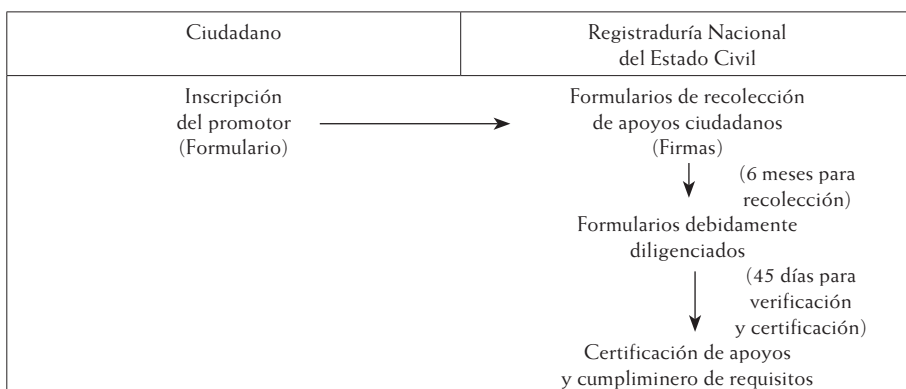 Ciudadano
Registraduría Nacional
del Estado Civil
Inscripción
del promotor
(Formulario)
Formularios de recolección
de apoyos ciudadanos
(Firmas)
(6 meses para
recolección)
Formularios debidamente
diligenciados
(45 días para
verificación
y certificación)
Certificación de apoyos
y cumpliminero de requisitos